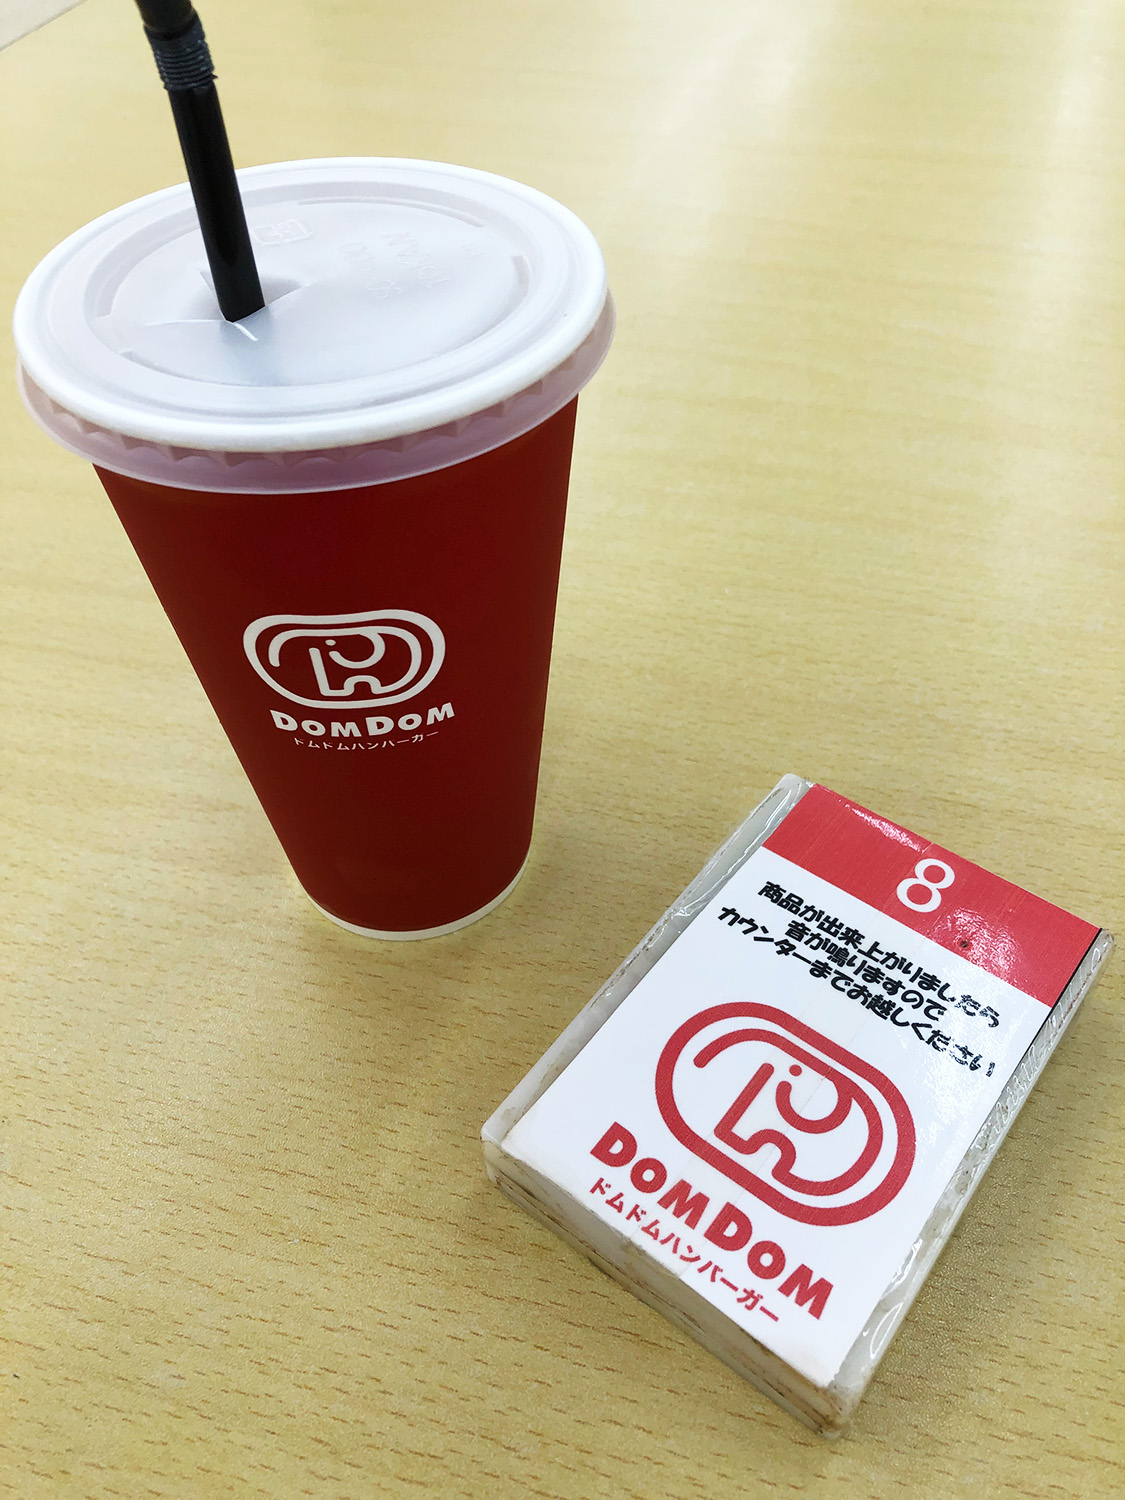 DOMDOM
ドムドムハンバーガー
8
商品が出来上がりましたら
音が鳴りますので
カウンターまでお越しください
DOMDOM
ドムドムハンバーガー